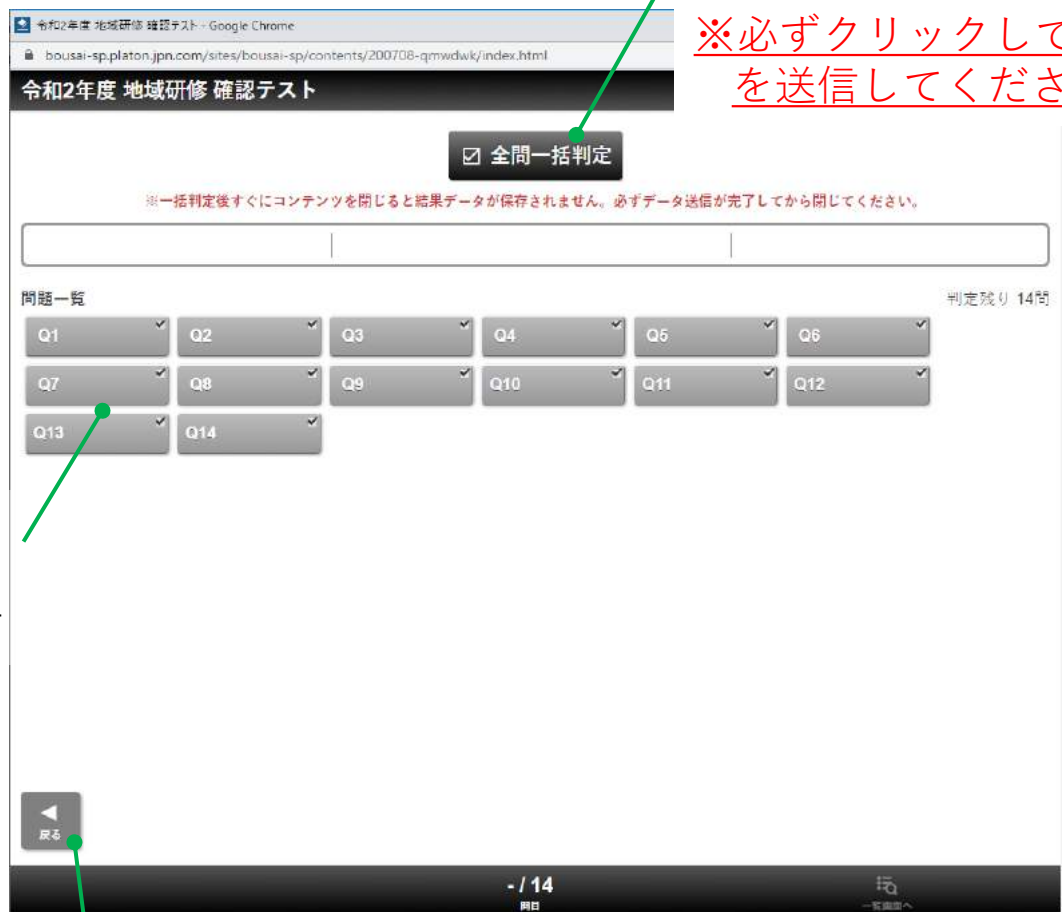 令和2年度 地域研修 確認テスト - Google Chrome
bousai-sp.platon.jpn.com/sites/bousai-sp/contents/200708-qmwdwk/index.html
※必ずクリックして
を送信してくださ
令和2年度 地域研修 確認テスト
全問一括判定
※一括判定後すぐにコンテンツを閉じると結果データが保存されません。必ずデータ送信が完了してから閉じてください。
問題一覧
判定残り 14問
Q1 Q2 Q3 Q4 Q5 Q6
Q7 Q8 Q9 Q10 Q11 Q12
Q13 Q14
戻る
- / 14
問目
一覧画面へ